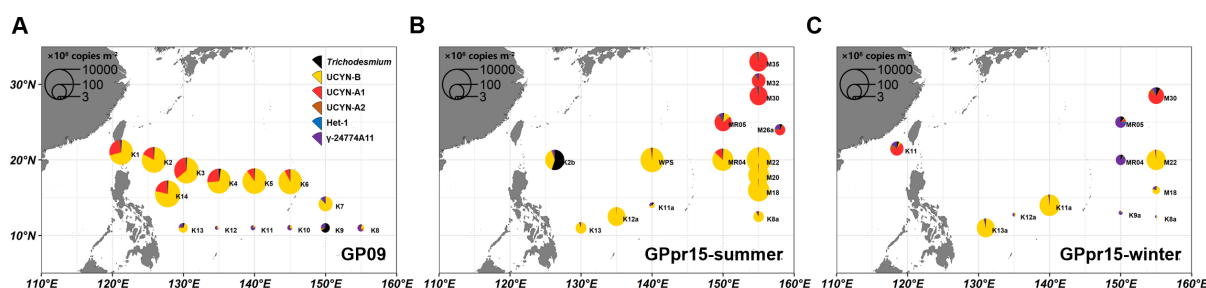 A
B
C
×10⁶ copies m⁻²
10000
100
3
Trichodesmium
UCYN-B
UCYN-A1
UCYN-A2
Het-1
γ-24774A11
30°N
20°N
10°N
K1
K2
K3
K4
K5
K6
K14
K7
K13
K12
K11
K10
K9
K8
GP09
110°E
120°E
130°E
140°E
150°E
160°E
×10⁶ copies m⁻²
10000
100
3
M35
M32
M30
MR05
M26a
K2b
WPS
MR04
M22
M20
M18
K11a
K12a
K8a
K13
GPpr15-summer
110°E
120°E
130°E
140°E
150°E
160°E
×10⁶ copies m⁻²
10000
100
3
M30
MR05
K11
MR04
M22
M18
K11a
K12a
K9a
K8a
K13a
GPpr15-winter
110°E
120°E
130°E
140°E
150°E
160°E